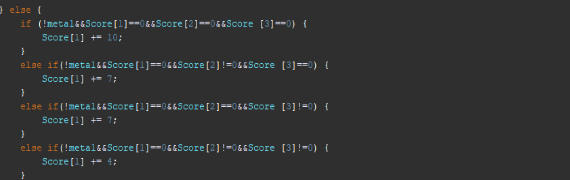 } else {
if (!metal&&Score[1]==0&&Score[2]==0&&Score [3]==0) {
Score[1] += 10;
}
else if(!metal&&Score[1]==0&&Score[2]!=0&&Score [3]==0) {
Score[1] += 7;
}
else if(!metal&&Score[1]==0&&Score[2]==0&&Score [3]!=0) {
Score[1] += 7;
}
else if(!metal&&Score[1]==0&&Score[2]!=0&&Score [3]!=0) {
Score[1] += 4;
}